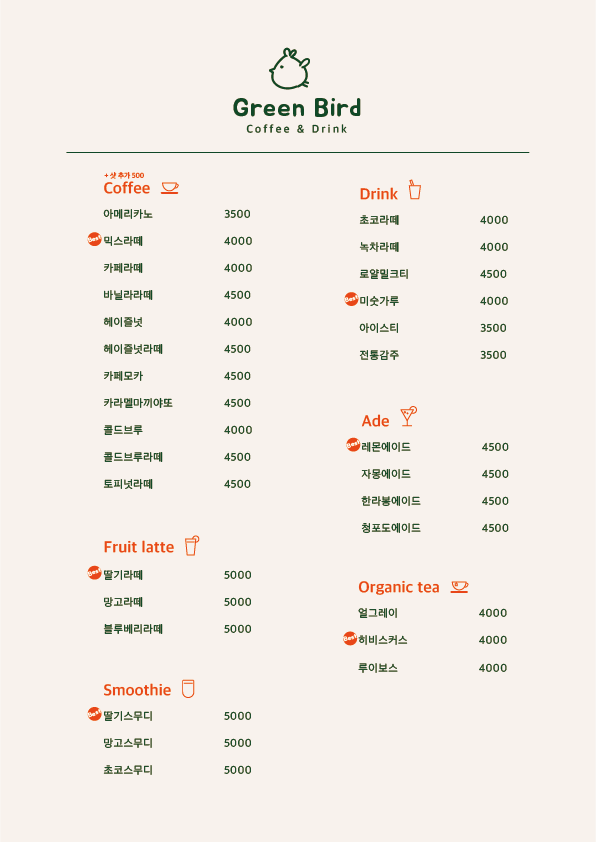 Green Bird
Coffee & Drink
+ 샷 추가 500
Coffee
아메리카노 3500
Best 믹스라떼 4000
카페라떼 4000
바닐라라떼 4500
헤이즐넛 4000
헤이즐넛라떼 4500
카페모카 4500
카라멜마끼야또 4500
콜드브루 4000
콜드브루라떼 4500
토피넛라떼 4500
Fruit latte
Best 딸기라떼 5000
망고라떼 5000
블루베리라떼 5000
Smoothie
Best 딸기스무디 5000
망고스무디 5000
초코스무디 5000
Drink
초코라떼 4000
녹차라떼 4000
로얄밀크티 4500
Best 미숫가루 4000
아이스티 3500
전통감주 3500
Ade
Best 레몬에이드 4500
자몽에이드 4500
한라봉에이드 4500
청포도에이드 4500
Organic tea
얼그레이 4000
Best 히비스커스 4000
루이보스 4000